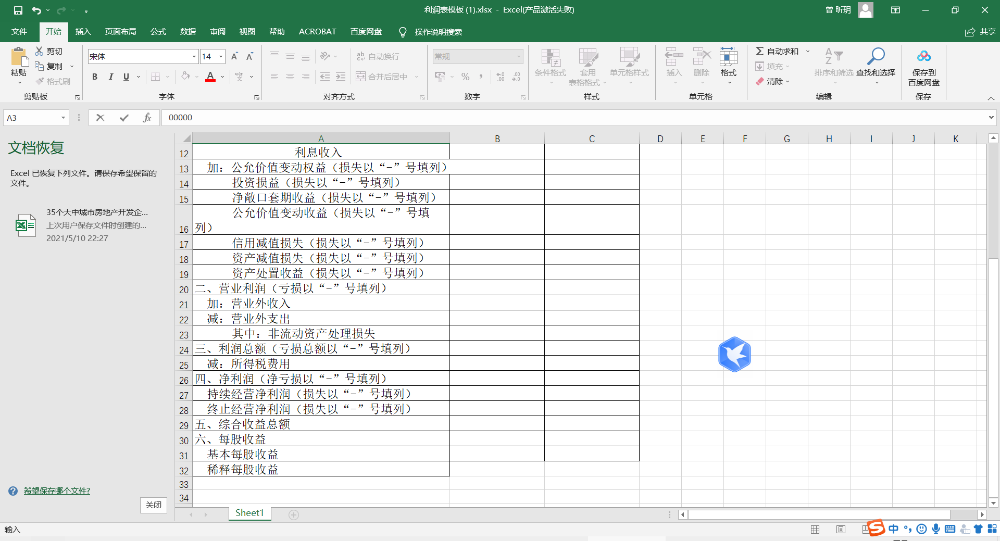 利润表模板 (1).xlsx - Excel(产品激活失败)
曾 昕玥
文件 开始 插入 页面布局 公式 数据 审阅 视图 帮助 ACROBAT 百度网盘 操作说明搜索
共享
粘贴
剪切
复制
格式刷
剪贴板
宋体 14
B I U A wén 文
字体
ab 自动换行
合并后居中
对齐方式
常规
%
数字
条件格式
套用
表格格式
单元格样式
样式
插入
删除
格式
单元格
自动求和
填充
清除
排序和筛选
查找和选择
编辑
保存到
百度网盘
保存
A3
fx
00000
文档恢复
Excel 已恢复下列文件。请保存希望保留的
文件。
35个大中城市房地产开发企...
上次用户保存文件时创建的...
2021/5/10 22:27
希望保存哪个文件?
关闭
A B C D E F G H I J K
12 利息收入
13 加：公允价值变动权益（损失以“-”号填列）
14 投资损益（损失以“-”号填列）
15 净敞口套期收益（损失以“-”号填列）
公允价值变动收益（损失以“-”号填
16 列）
17 信用减值损失（损失以“-”号填列）
18 资产减值损失（损失以“-”号填列）
19 资产处置收益（损失以“-”号填列）
20 二、营业利润（亏损以“-”号填列）
21 加：营业外收入
22 减：营业外支出
23 其中：非流动资产处理损失
24 三、利润总额（亏损总额以“-”号填列）
25 减：所得税费用
26 四、净利润（净亏损以“-”号填列）
27 持续经营净利润（损失以“-”号填列）
28 终止经营净利润（损失以“-”号填列）
29 五、综合收益总额
30 六、每股收益
31 基本每股收益
32 稀释每股收益
33
34
Sheet1
输入
中